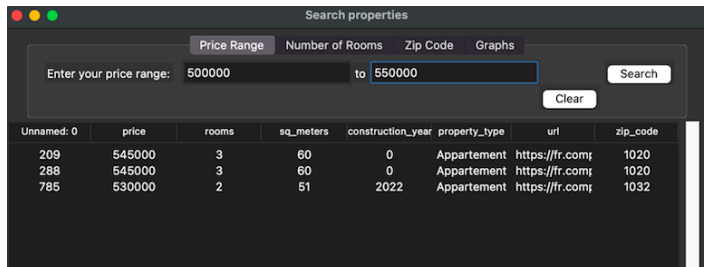 Search properties
Price Range Number of Rooms Zip Code Graphs
Enter your price range: 500000 to 550000 Search
Clear
Unnamed: 0 price rooms sq_meters construction_year property_type url zip_code
209 545000 3 60 0 Appartement https://fr.comp 1020
288 545000 3 60 0 Appartement https://fr.comp 1020
785 530000 2 51 2022 Appartement https://fr.comp 1032